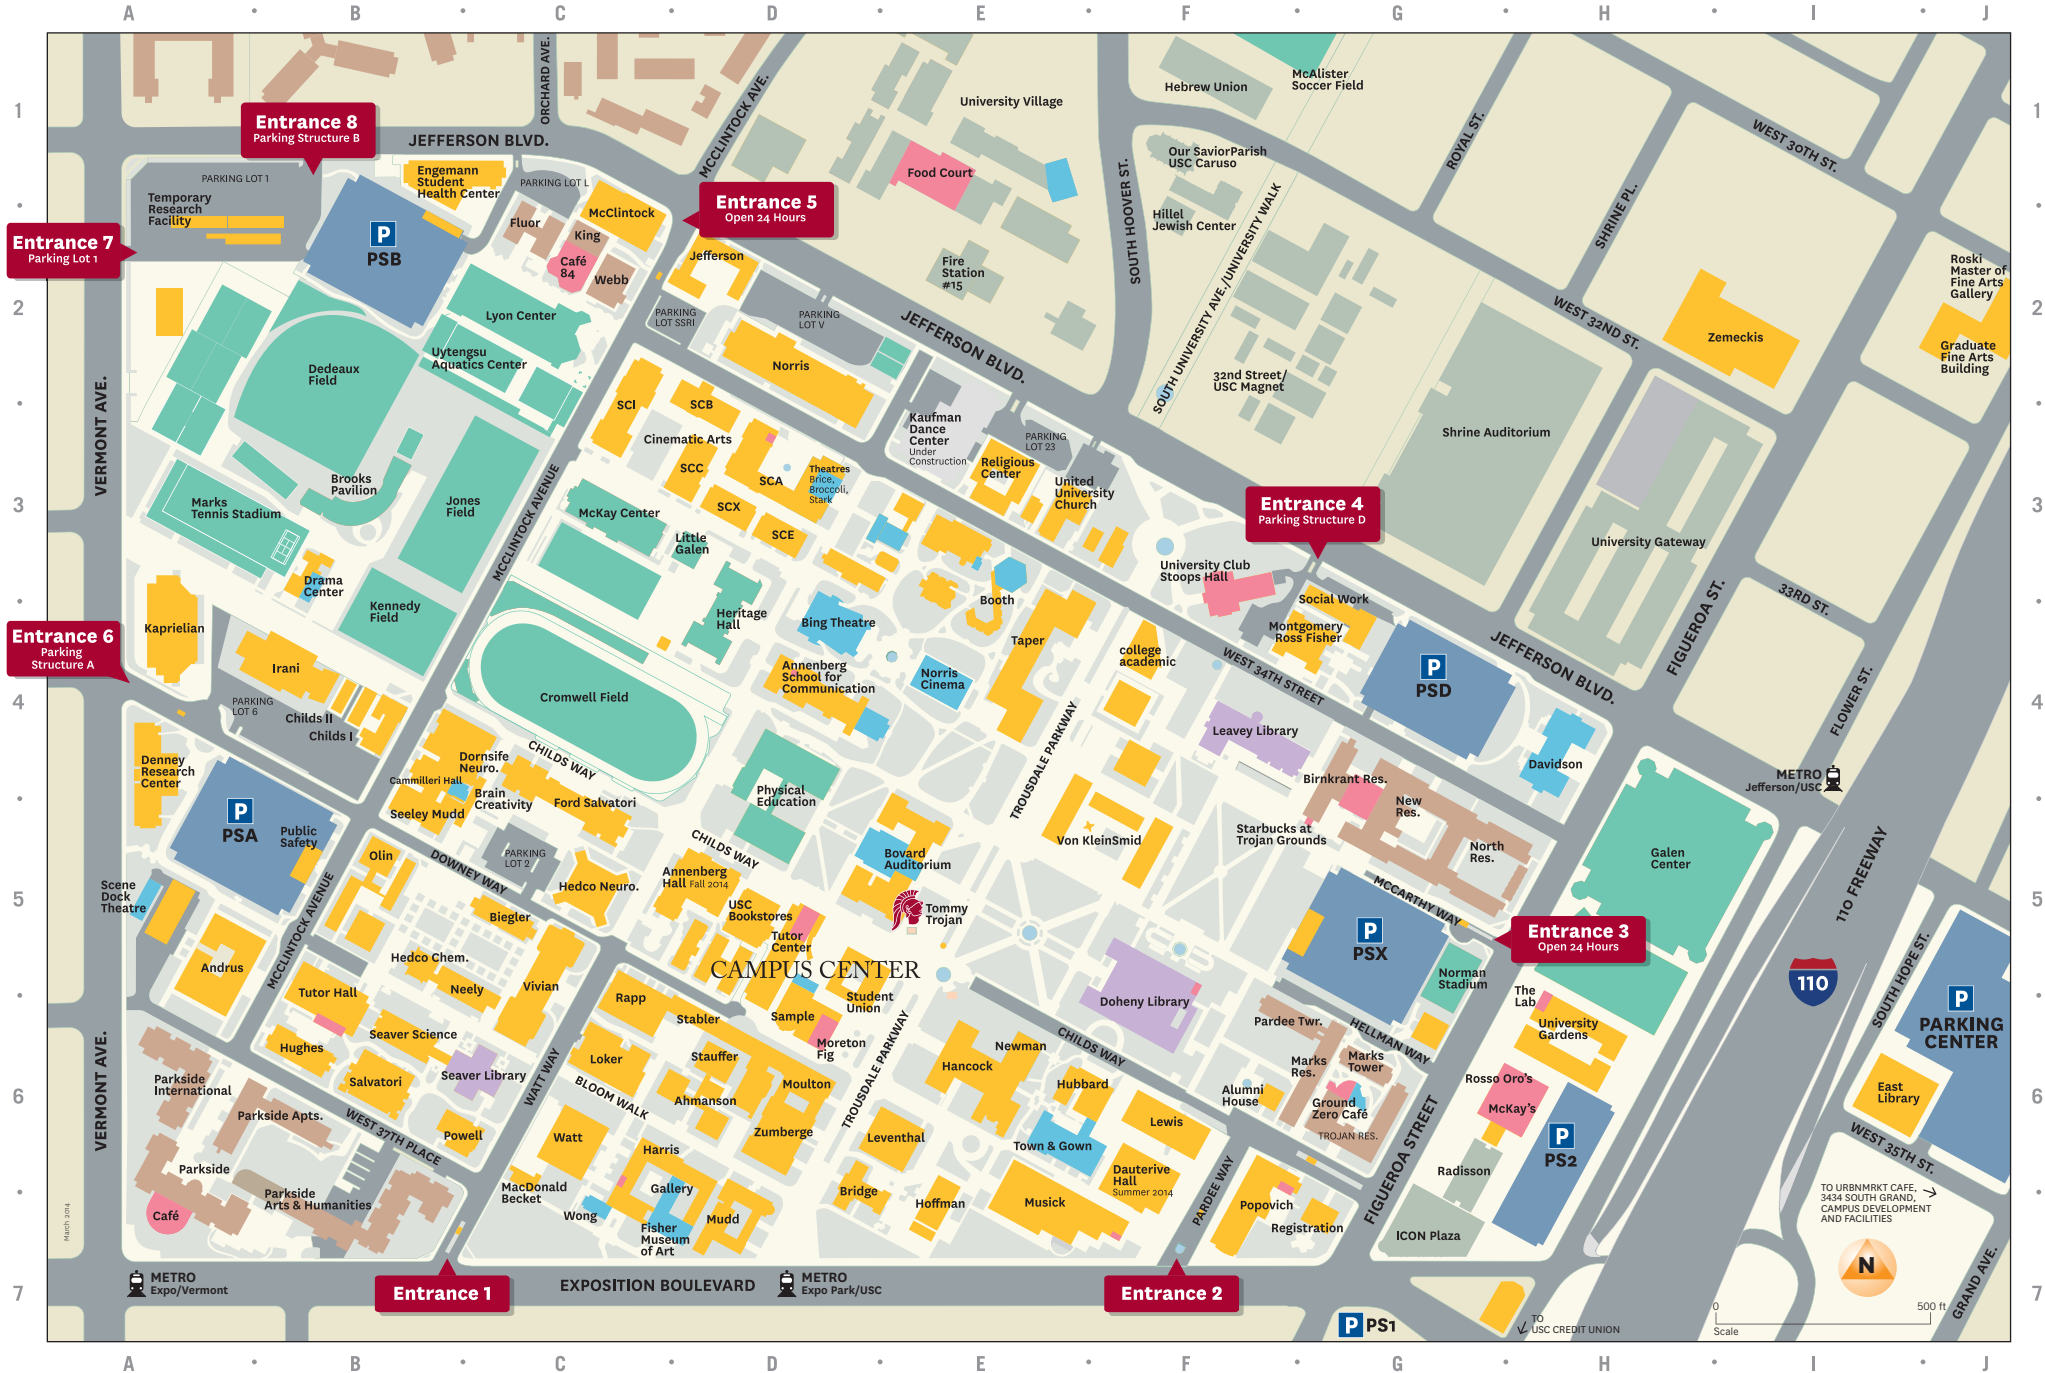 A
B
C
D
E
F
G
H
I
J
1
2
3
4
5
6
7
1
2
3
4
5
6
7
A
B
C
D
E
F
G
H
I
J
Entrance 8
Parking Structure B
JEFFERSON BLVD.
ORCHARD AVE.
MCCLINTOCK AVE.
University Village
Hebrew Union
McAlister
Soccer Field
ROYAL ST.
WEST 30TH ST.
PARKING LOT 1
Temporary
Research
Facility
Engemann
Student
Health Center
PARKING LOT L
McClintock
Entrance 5
Open 24 Hours
Food Court
Our SaviorParish
USC Caruso
Hillel
Jewish Center
SHRINE PL.
Entrance 7
Parking Lot 1
P
PSB
Fluor
King
Café
84
Webb
Jefferson
Fire
Station
#15
SOUTH HOOVER ST.
SOUTH UNIVERSITY AVE./UNIVERSITY WALK
Roski
Master of
Fine Arts
Gallery
Lyon Center
PARKING
LOT SSRI
PARKING
LOT V
JEFFERSON BLVD.
WEST 32ND ST.
Zemeckis
Graduate
Fine Arts
Building
Dedeaux
Field
Uytengsu
Aquatics Center
Norris
32nd Street/
USC Magnet
VERMONT AVE.
SCI
SCB
Cinematic Arts
SCC
SCA
Theatres
Brice,
Broccoli,
Stark
Kaufman
Dance
Center
Under
Construction
PARKING
LOT 23
Religious
Center
United
University
Church
Shrine Auditorium
Marks
Tennis Stadium
Brooks
Pavilion
Jones
Field
MCCLINTOCK AVENUE
McKay Center
SCX
SCE
Little
Galen
Entrance 4
Parking Structure D
University Gateway
Drama
Center
Kennedy
Field
Heritage
Hall
Bing Theatre
Booth
Taper
University Club
Stoops Hall
Social Work
Montgomery
Ross Fisher
33RD ST.
FIGUEROA ST.
Kaprielian
Entrance 6
Parking
Structure A
Irani
PARKING
LOT 6
Childs II
Childs I
Cromwell Field
Annenberg
School for
Communication
Norris
Cinema
college
academic
WEST 34TH STREET
P
PSD
JEFFERSON BLVD.
FLOWER ST.
Denney
Research
Center
Dornsife
Neuro.
Cammilleri Hall
Brain
Creativity
Seeley Mudd
CHILDS WAY
Ford Salvatori
Physical
Education
TROUSDALE PARKWAY
Leavey Library
Birnkrant Res.
New
Res.
Davidson
METRO
Jefferson/USC
P
PSA
Public
Safety
Olin
DOWNEY WAY
PARKING
LOT 2
Hedco Neuro.
CHILDS WAY
Annenberg
Hall Fall 2014
Bovard
Auditorium
Von KleinSmid
Starbucks at
Trojan Grounds
North
Res.
Galen
Center
110 FREEWAY
Scene
Dock
Theatre
MCCLINTOCK AVENUE
Biegler
USC
Bookstores
Tutor
Center
Tommy
Trojan
MCCARTHY WAY
P
PSX
Entrance 3
Open 24 Hours
Andrus
Hedco Chem.
Neely
Vivian
CAMPUS CENTER
Norman
Stadium
110
SOUTH HOPE ST.
Tutor Hall
Seaver Science
Rapp
Stabler
Sample
Student
Union
Doheny Library
The
Lab
University
Gardens
P
PARKING
CENTER
Hughes
Salvatori
Seaver Library
WATT WAY
Loker
Stauffer
Moreton
Fig
TROUSDALE PARKWAY
Newman
Hancock
CHILDS WAY
Pardee Twr.
HELLMAN WAY
Marks
Res.
Marks
Tower
VERMONT AVE.
Parkside
International
Parkside Apts.
WEST 37TH PLACE
Powell
BLOOM WALK
Ahmanson
Moulton
Zumberge
Hubbard
Lewis
Alumni
House
Ground
Zero Café
TROJAN RES.
Rosso Oro's
McKay's
East
Library
Watt
Harris
Leventhal
Town & Gown
P
PS2
WEST 35TH ST.
Parkside
Parkside
Arts & Humanities
Café
MacDonald
Becket
Wong
Gallery
Fisher
Museum
of Art
Mudd
Bridge
Hoffman
Musick
Dauterive
Hall
Summer 2014
PARDEE WAY
Popovich
Registration
FIGUEROA STREET
Radisson
ICON Plaza
TO URBNMRKT CAFE,
3434 SOUTH GRAND,
CAMPUS DEVELOPMENT
AND FACILITIES
March 2014
METRO
Expo/Vermont
Entrance 1
EXPOSITION BOULEVARD
METRO
Expo Park/USC
Entrance 2
P PS1
TO
USC CREDIT UNION
N
0
500 ft
Scale
GRAND AVE.